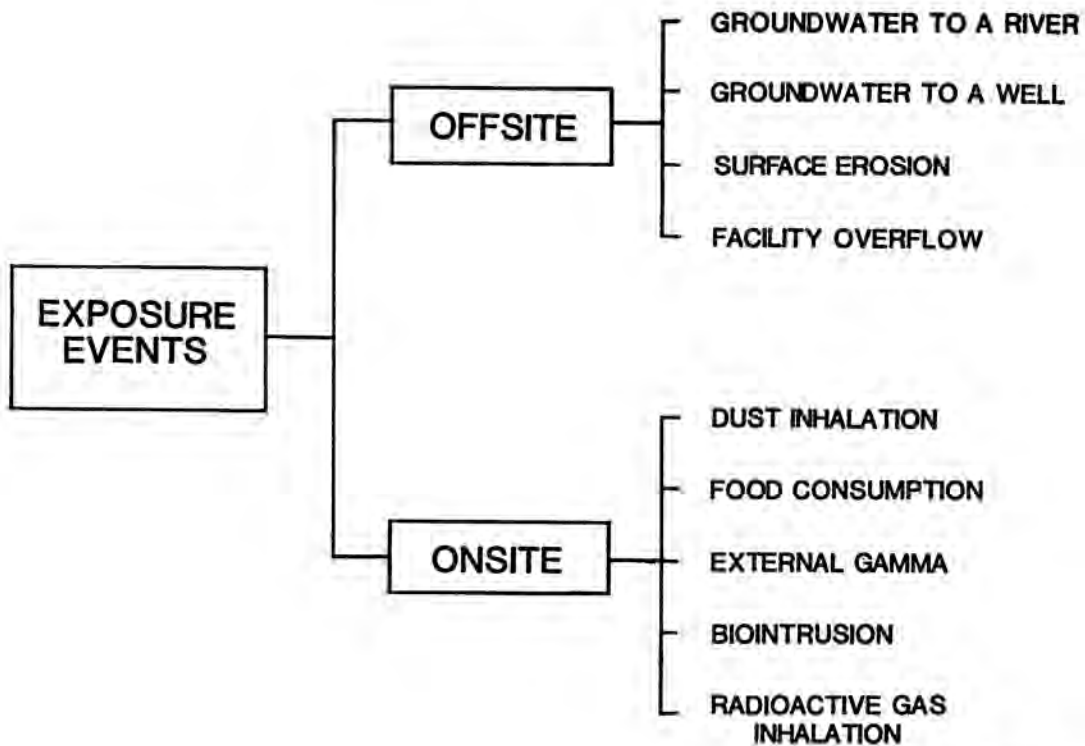 GROUNDWATER TO A RIVER
GROUNDWATER TO A WELL
OFFSITE
SURFACE EROSION
FACILITY OVERFLOW
EXPOSURE
EVENTS
DUST INHALATION
FOOD CONSUMPTION
ONSITE
EXTERNAL GAMMA
BIOINTRUSION
RADIOACTIVE GAS
INHALATION